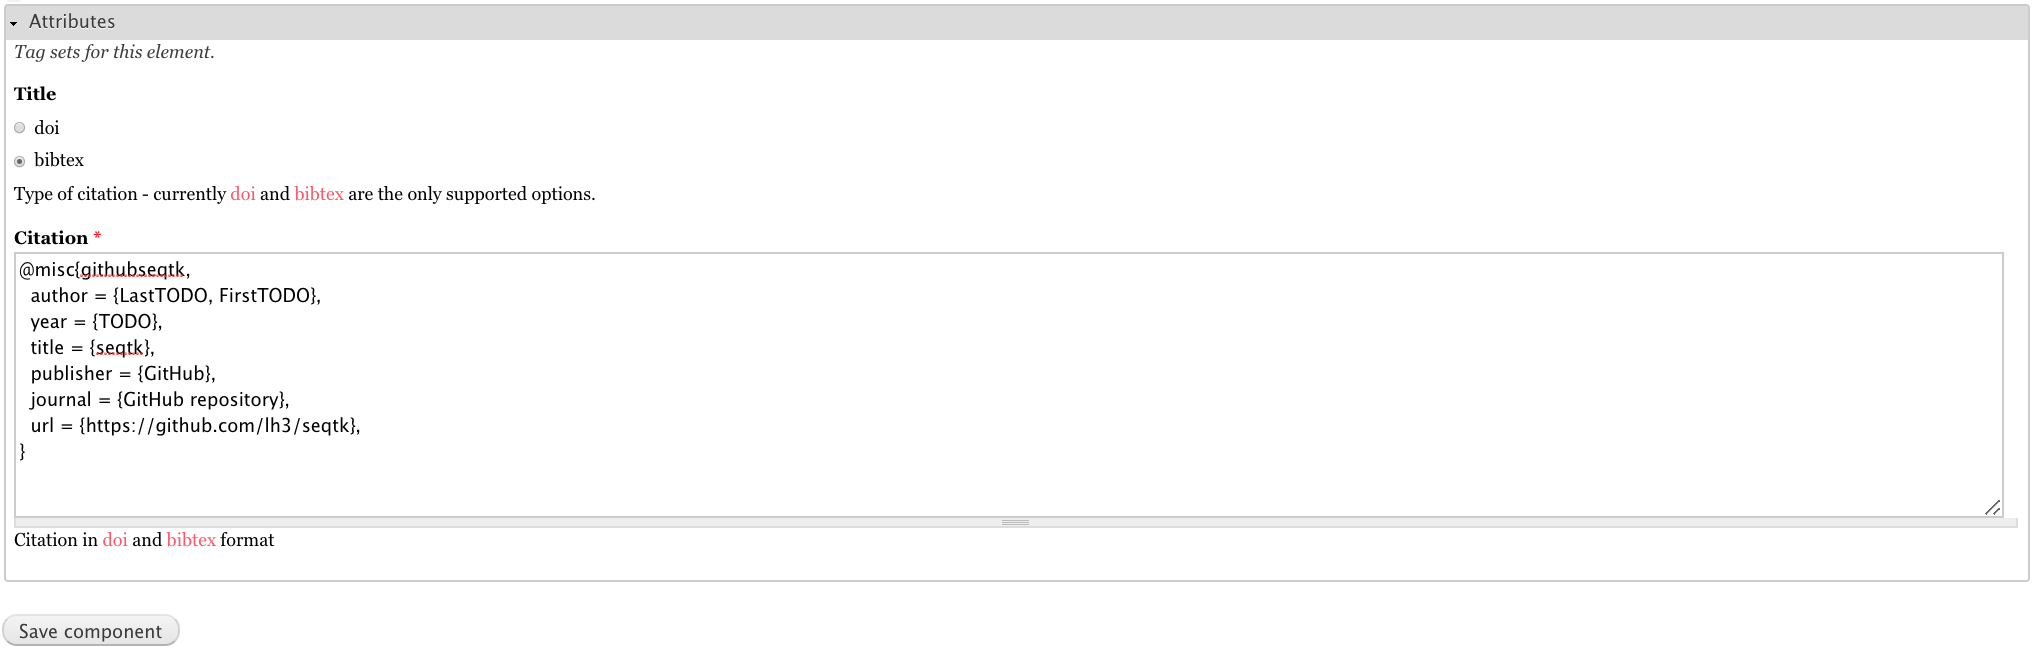 Attributes
Tag sets for this element.
Title
doi
bibtex
Type of citation - currently doi and bibtex are the only supported options.
Citation *
@misc{githubseqtk,
  author = {LastTODO, FirstTODO},
  year = {TODO},
  title = {seqtk},
  publisher = {GitHub},
  journal = {GitHub repository},
  url = {https://github.com/lh3/seqtk},
}
Citation in doi and bibtex format
Save component